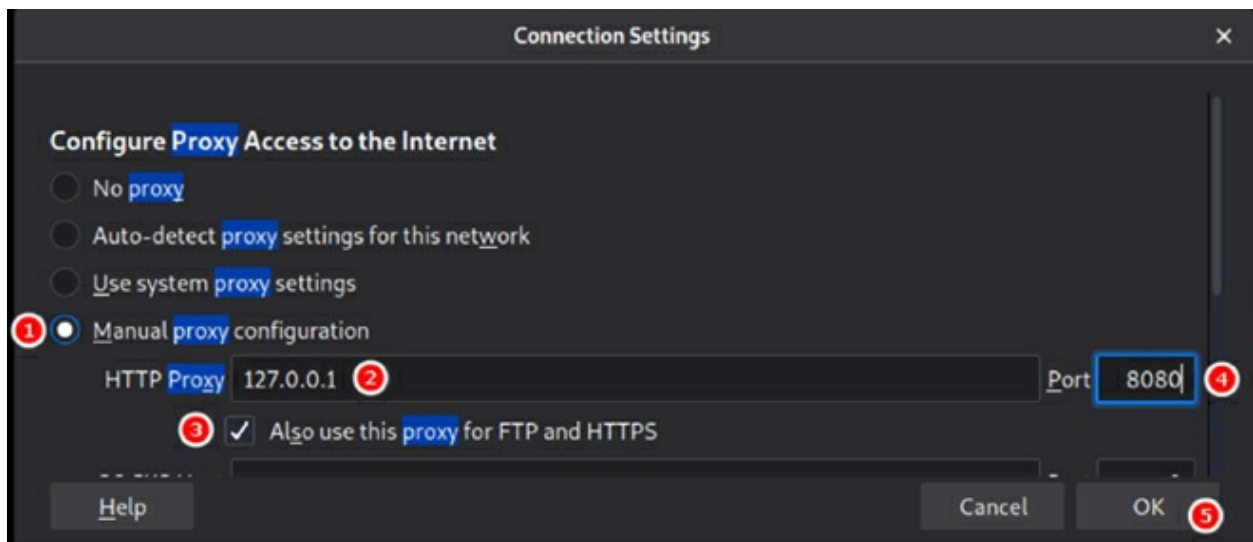 Connection Settings ×
Configure Proxy Access to the Internet
No proxy
Auto-detect proxy settings for this network
Use system proxy settings
1 Manual proxy configuration
HTTP Proxy 127.0.0.1 2 Port 8080 4
3 Also use this proxy for FTP and HTTPS
Help Cancel OK 5